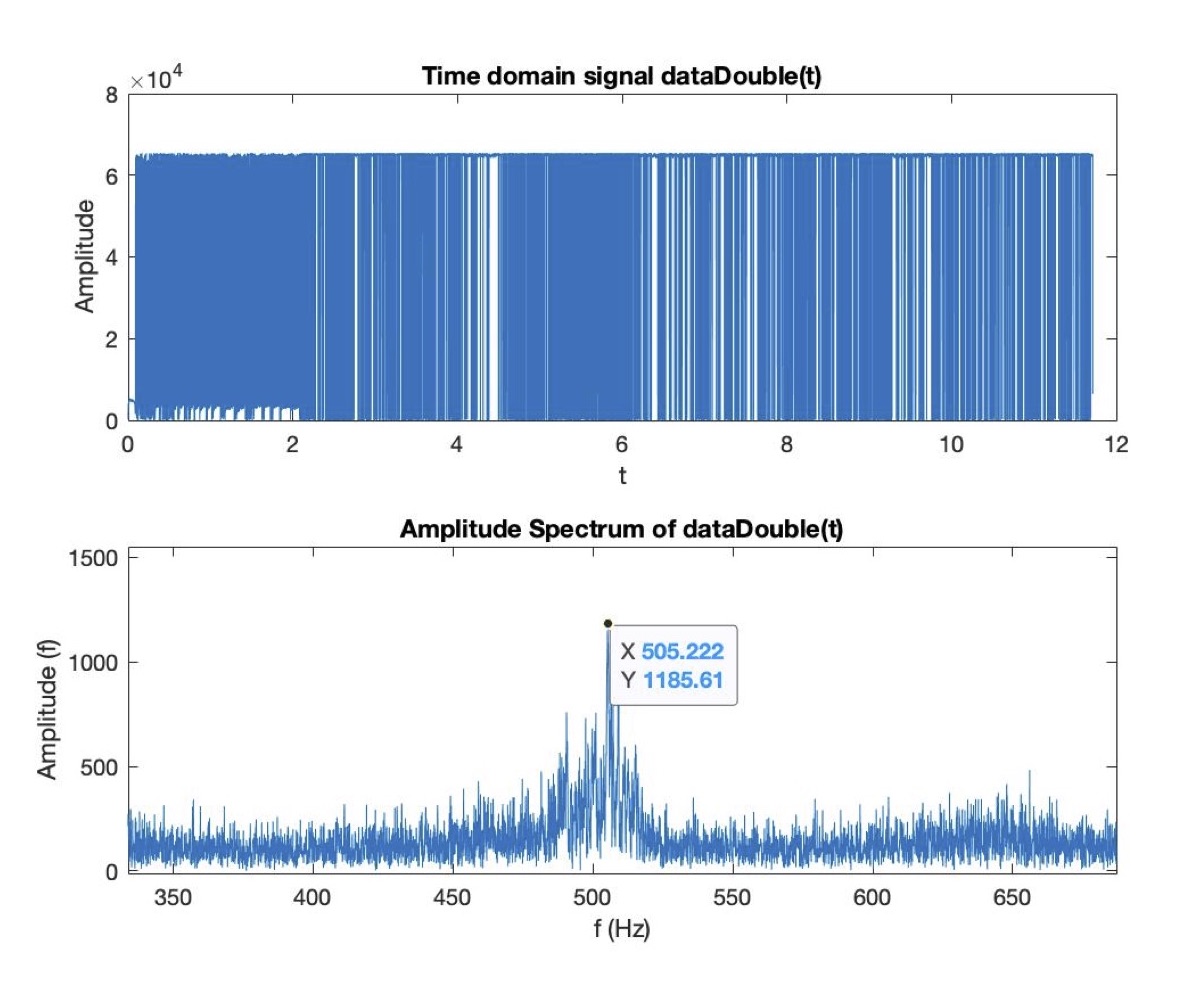 Time domain signal dataDouble(t)
×10^4
8
6
4
2
0
Amplitude
0 2 4 6 8 10 12
t
Amplitude Spectrum of dataDouble(t)
1500
1000
500
0
Amplitude (f)
X 505.222
Y 1185.61
350 400 450 500 550 600 650
f (Hz)